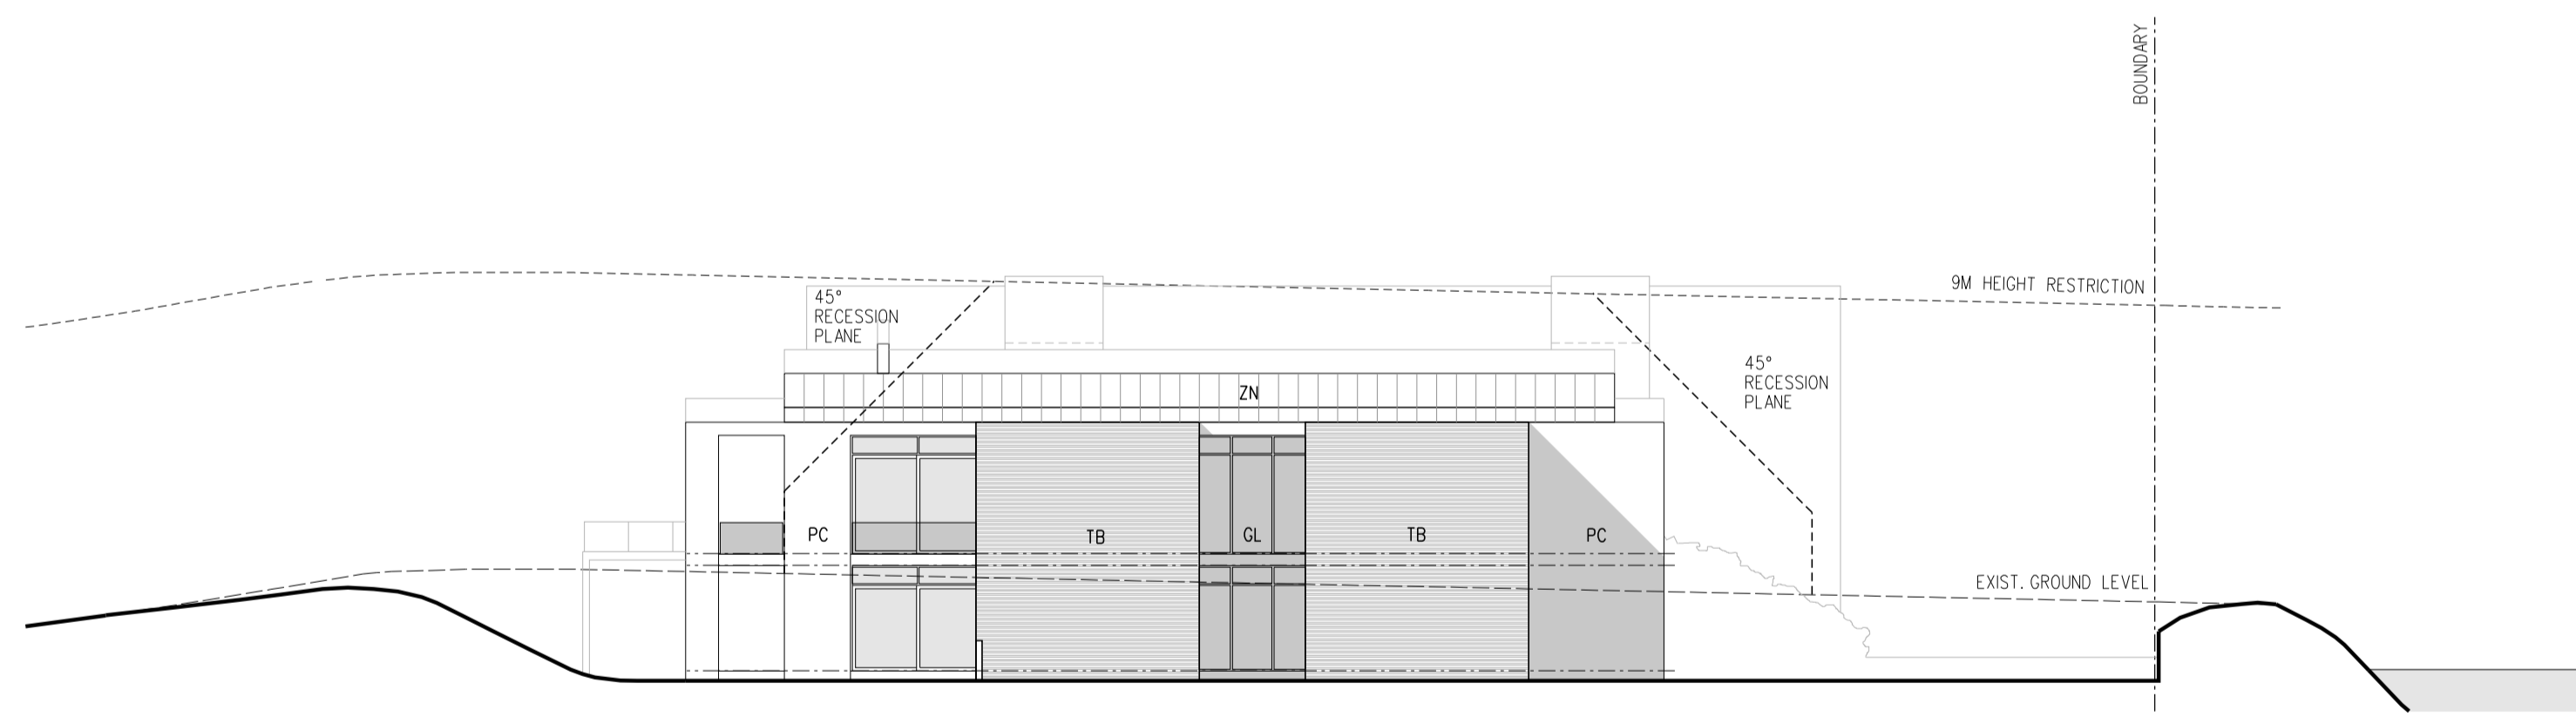 BOUNDARY
9M HEIGHT RESTRICTION
45°
RECESSION
PLANE
45°
RECESSION
PLANE
ZN
PC
TB
GL
TB
PC
EXIST. GROUND LEVEL